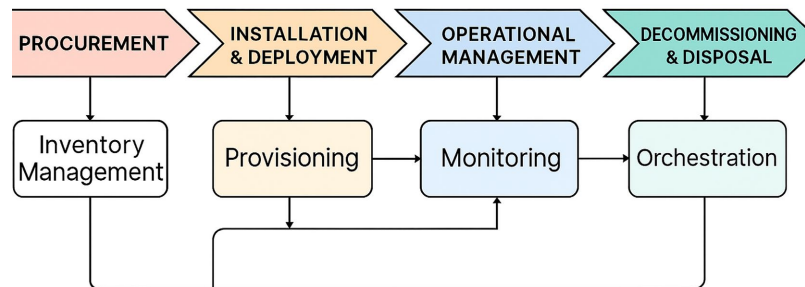 PROCUREMENT
INSTALLATION
& DEPLOYMENT
OPERATIONAL
MANAGEMENT
DECOMMISSIONING
& DISPOSAL
Inventory
Management
Provisioning
Monitoring
Orchestration